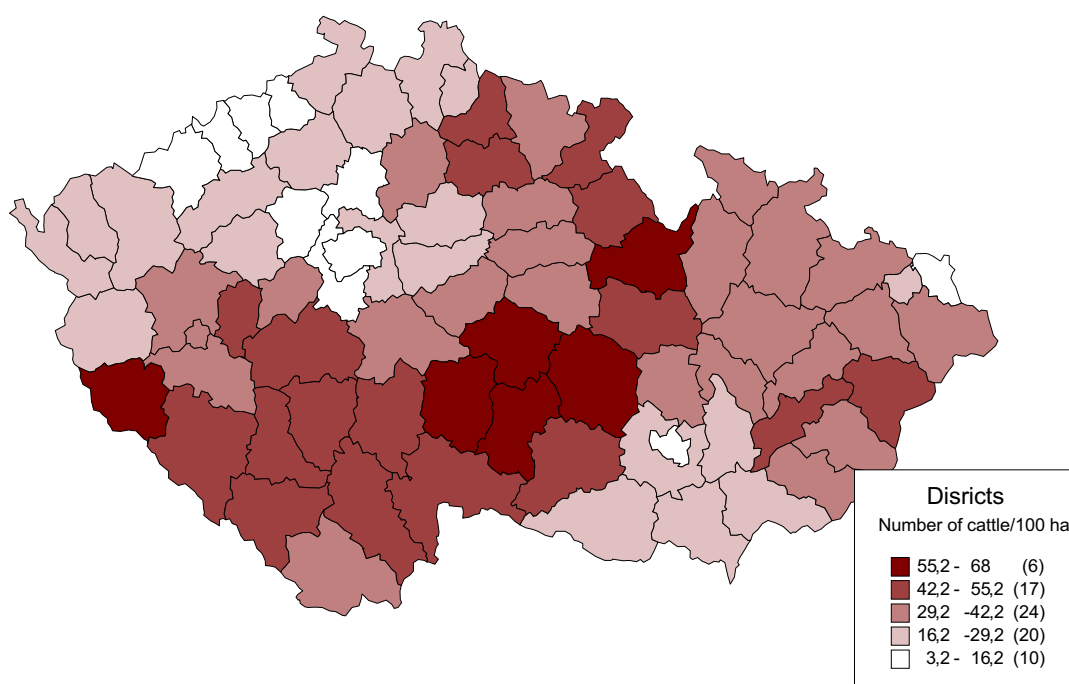 Disricts
Number of cattle/100 ha
55,2 - 68 (6)
42,2 - 55,2 (17)
29,2 -42,2 (24)
16,2 -29,2 (20)
3,2 - 16,2 (10)